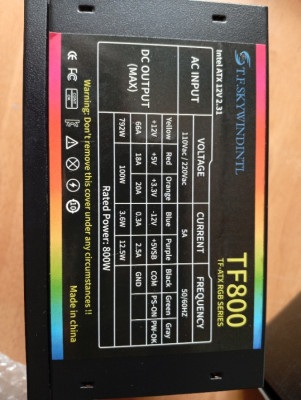 T.F.SKYWINDINTL
TF800
TF-ATX RGB SERIES
Intel ATX 12V 2.31
VOLTAGE CURRENT FREQUENCY
AC INPUT 110Vac / 220Vac 5A 50/60HZ
DC OUTPUT (MAX) Yellow Red Orange Blue Purple Black Green Gray
+12V +5V +3.3V -12V +5VSB COM PS-ON PW-OK
66A 18A 20A 0.3A 2.5A GND
792W 100W 3.6W 12.5W
Rated Power: 800W
Warning: Don't remove this cover under any circumstances !!
Made in china